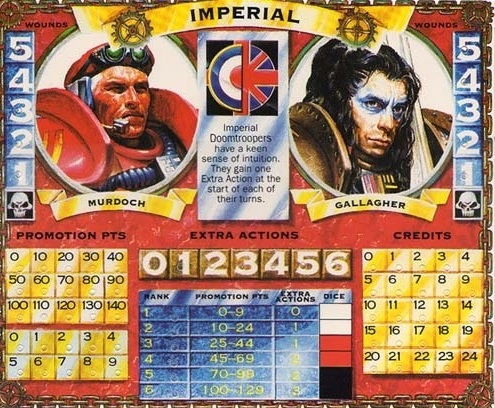 IMPERIAL
WOUNDS
WOUNDS
5
4
3
2
1
5
4
3
2
1
Imperial
Doomtroopers
have a keen
sense of intuition.
They gain one
Extra Action at the
start of each of
their turns.
MURDOCH
GALLAGHER
PROMOTION PTS
EXTRA ACTIONS
CREDITS
0 10 20 30 40
50 60 70 80 90
100 110 120 130 140
0 1 2 3 4
5 6 7 8 9
0 1 2 3 4 5 6
0 1 2 3 4
5 6 7 8 9
10 11 12 13 14
15 16 17 18 19
20 21 22 23 24
RANK PROMOTION PTS EXTRA ACTIONS DICE
1 0-9 0
2 10-24 1
3 25-44 1
4 45-69 2
5 70-99 2
6 100-129 3